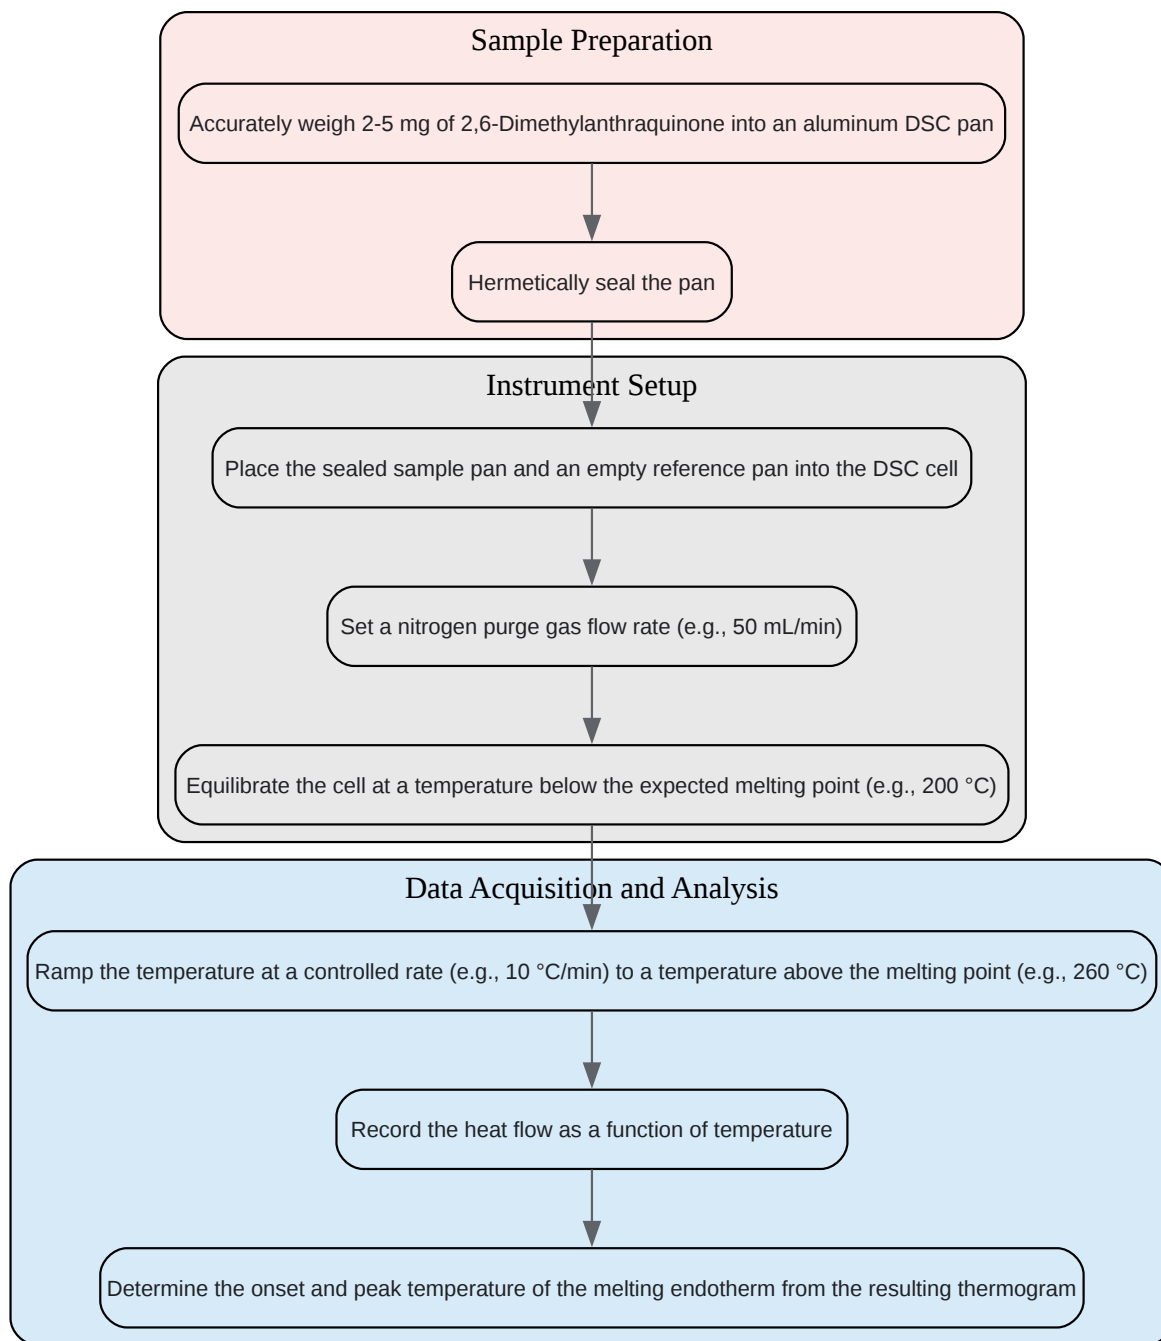 Sample Preparation
Accurately weigh 2-5 mg of 2,6-Dimethylanthraquinone into an aluminum DSC pan
Hermetically seal the pan
Instrument Setup
Place the sealed sample pan and an empty reference pan into the DSC cell
Set a nitrogen purge gas flow rate (e.g., 50 mL/min)
Equilibrate the cell at a temperature below the expected melting point (e.g., 200 °C)
Data Acquisition and Analysis
Ramp the temperature at a controlled rate (e.g., 10 °C/min) to a temperature above the melting point (e.g., 260 °C)
Record the heat flow as a function of temperature
Determine the onset and peak temperature of the melting endotherm from the resulting thermogram